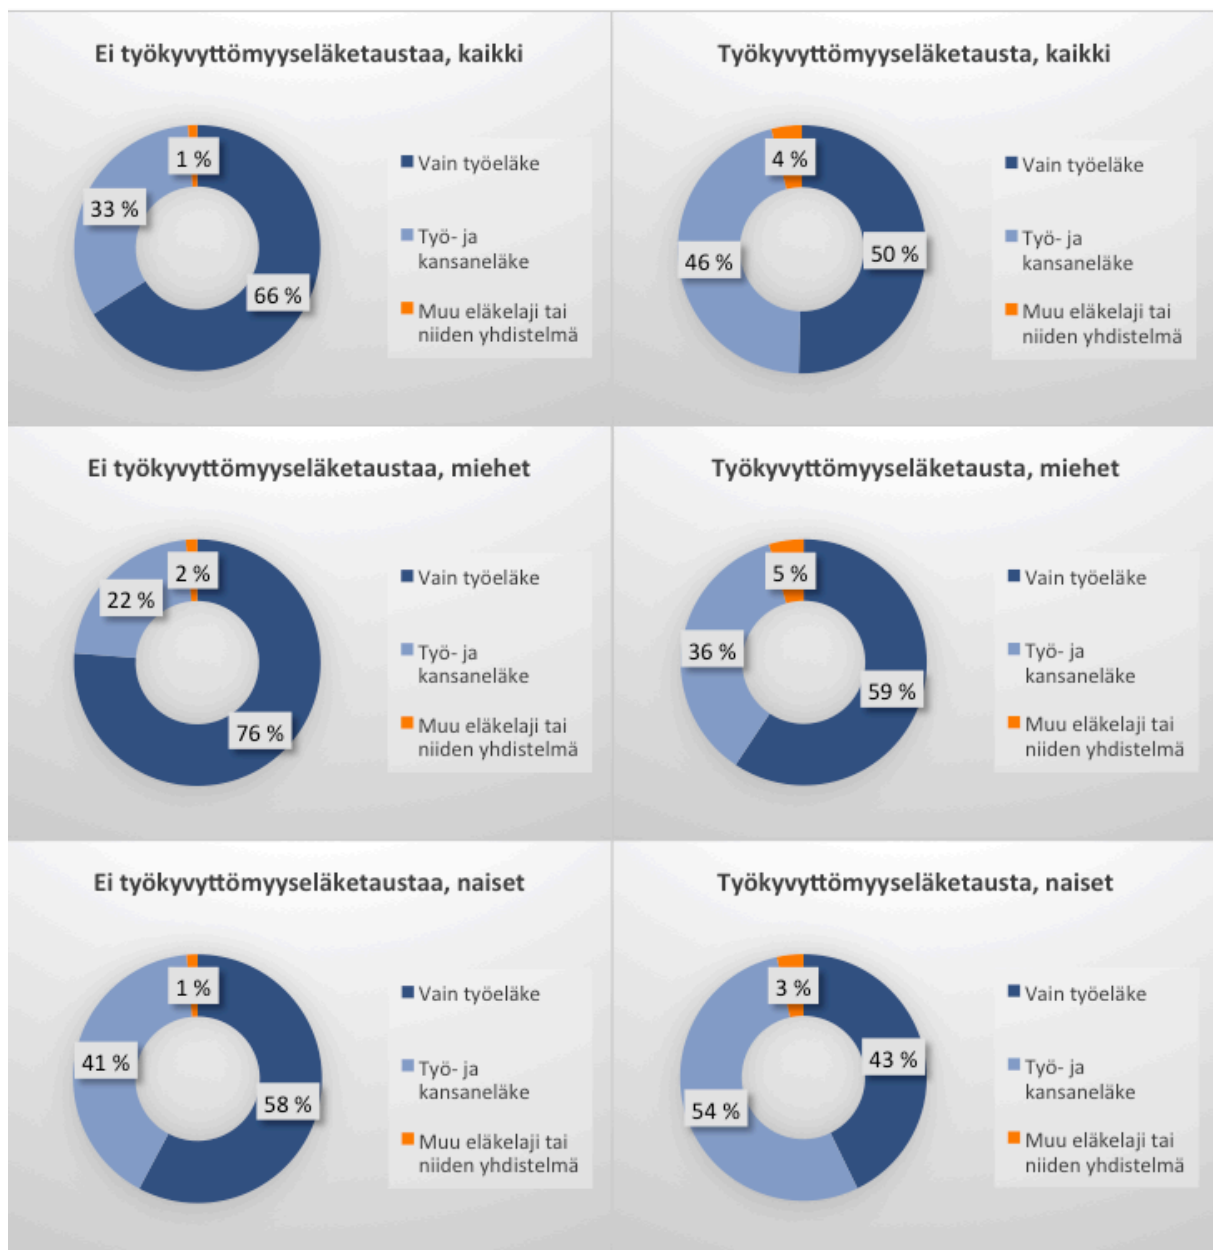 Ei työkyvyttömyyseläketaustaa, kaikki
1 %
33 %
66 %
Vain työeläke
Työ- ja
kansaneläke
Muu eläkelaji tai
niiden yhdistelmä
Työkyvyttömyyseläketausta, kaikki
4 %
46 %
50 %
Vain työeläke
Työ- ja
kansaneläke
Muu eläkelaji tai
niiden yhdistelmä
Ei työkyvyttömyyseläketaustaa, miehet
2 %
22 %
76 %
Vain työeläke
Työ- ja
kansaneläke
Muu eläkelaji tai
niiden yhdistelmä
Työkyvyttömyyseläketausta, miehet
5 %
36 %
59 %
Vain työeläke
Työ- ja
kansaneläke
Muu eläkelaji tai
niiden yhdistelmä
Ei työkyvyttömyyseläketaustaa, naiset
1 %
41 %
58 %
Vain työeläke
Työ- ja
kansaneläke
Muu eläkelaji tai
niiden yhdistelmä
Työkyvyttömyyseläketausta, naiset
3 %
43 %
54 %
Vain työeläke
Työ- ja
kansaneläke
Muu eläkelaji tai
niiden yhdistelmä